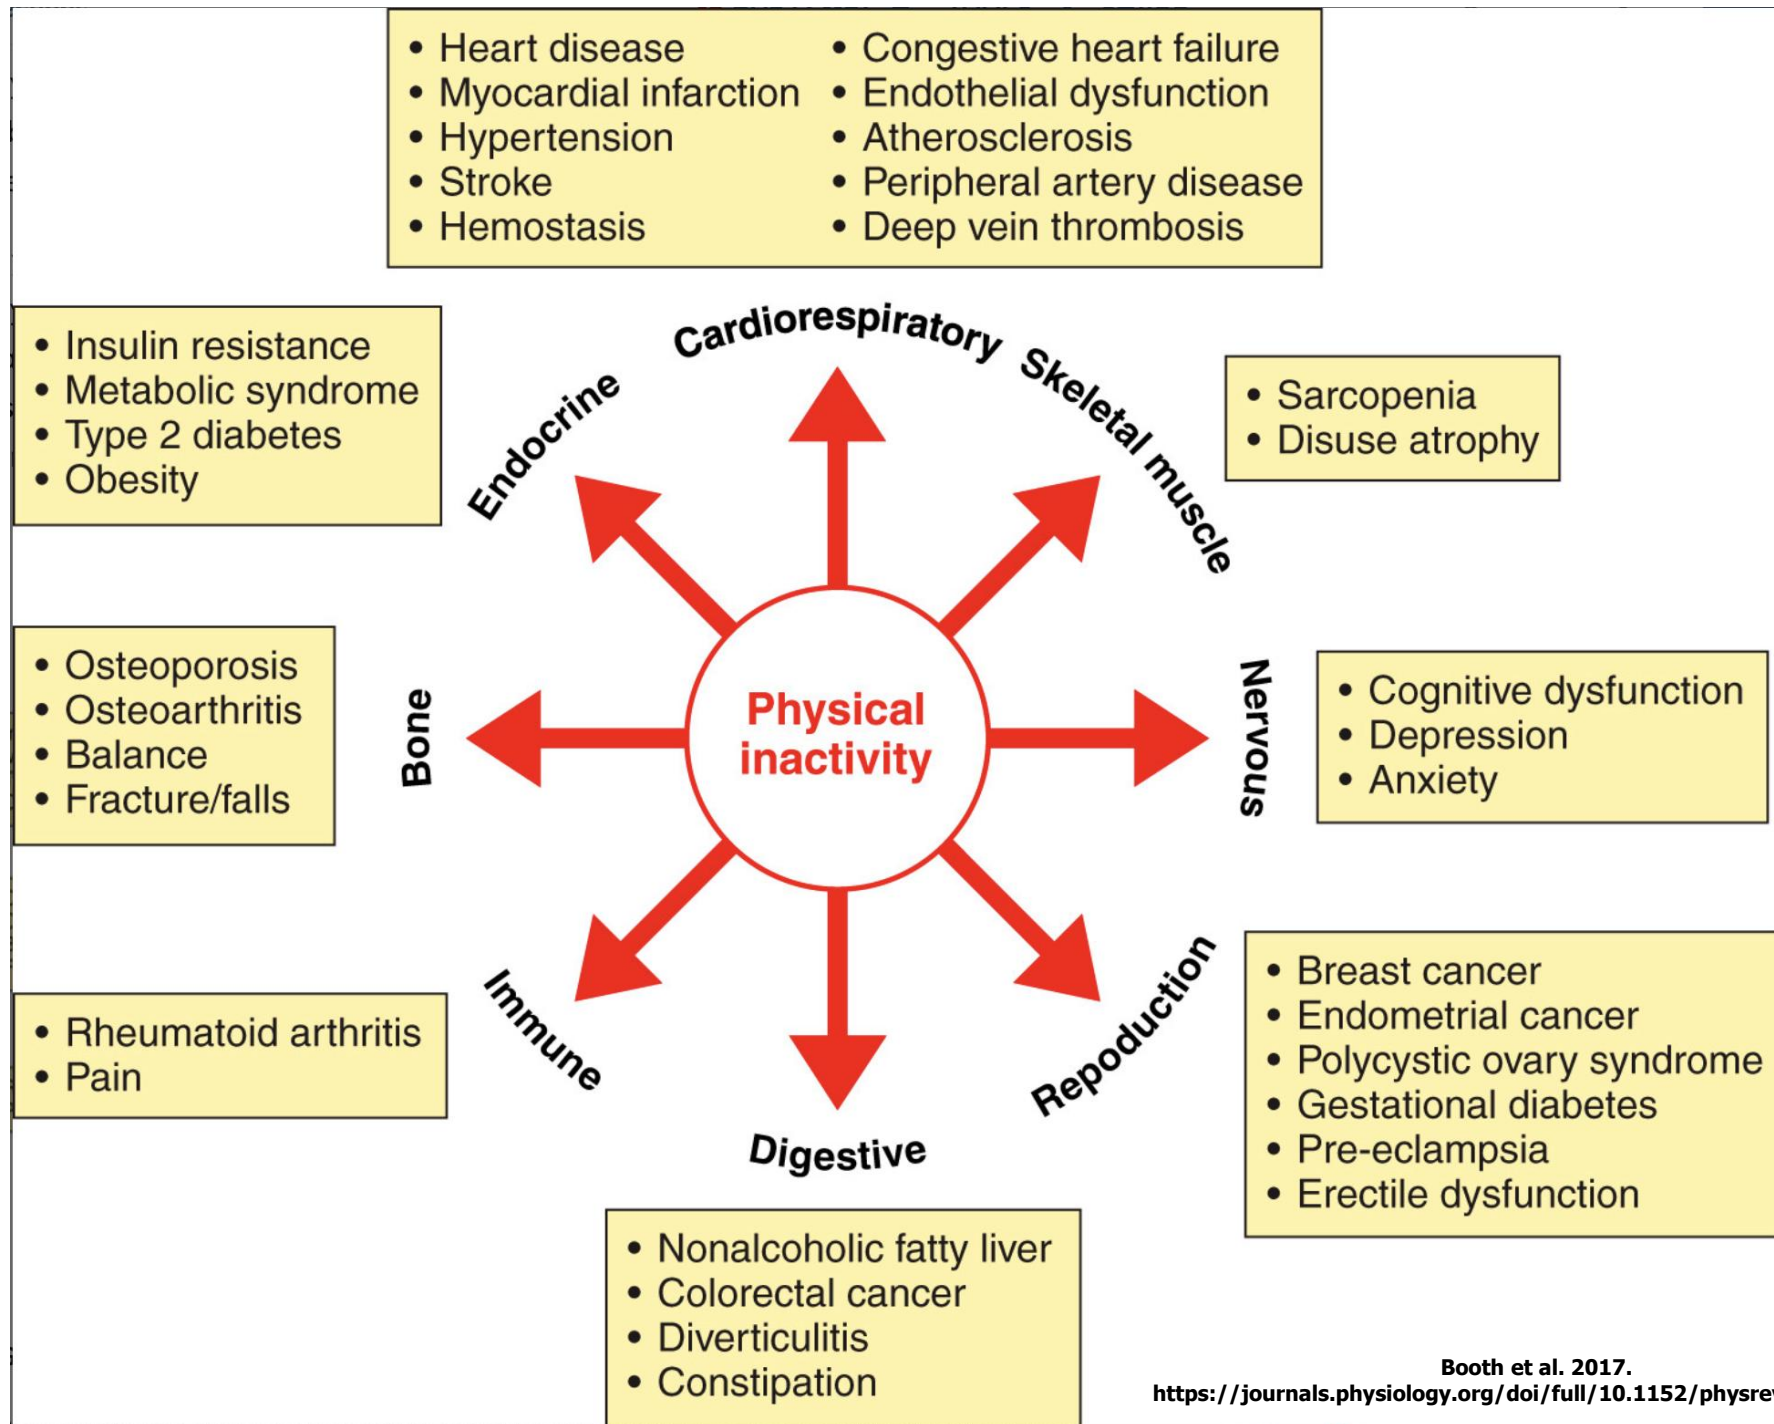 • Heart disease
• Myocardial infarction
• Hypertension
• Stroke
• Hemostasis
• Congestive heart failure
• Endothelial dysfunction
• Atherosclerosis
• Peripheral artery disease
• Deep vein thrombosis
Cardiorespiratory
Skeletal muscle
• Sarcopenia
• Disuse atrophy
Nervous
• Cognitive dysfunction
• Depression
• Anxiety
Repoduction
• Breast cancer
• Endometrial cancer
• Polycystic ovary syndrome
• Gestational diabetes
• Pre-eclampsia
• Erectile dysfunction
Digestive
• Nonalcoholic fatty liver
• Colorectal cancer
• Diverticulitis
• Constipation
Immune
• Rheumatoid arthritis
• Pain
Bone
• Osteoporosis
• Osteoarthritis
• Balance
• Fracture/falls
Endocrine
• Insulin resistance
• Metabolic syndrome
• Type 2 diabetes
• Obesity
Physical
inactivity
Booth et al. 2017.
https://journals.physiology.org/doi/full/10.1152/physre